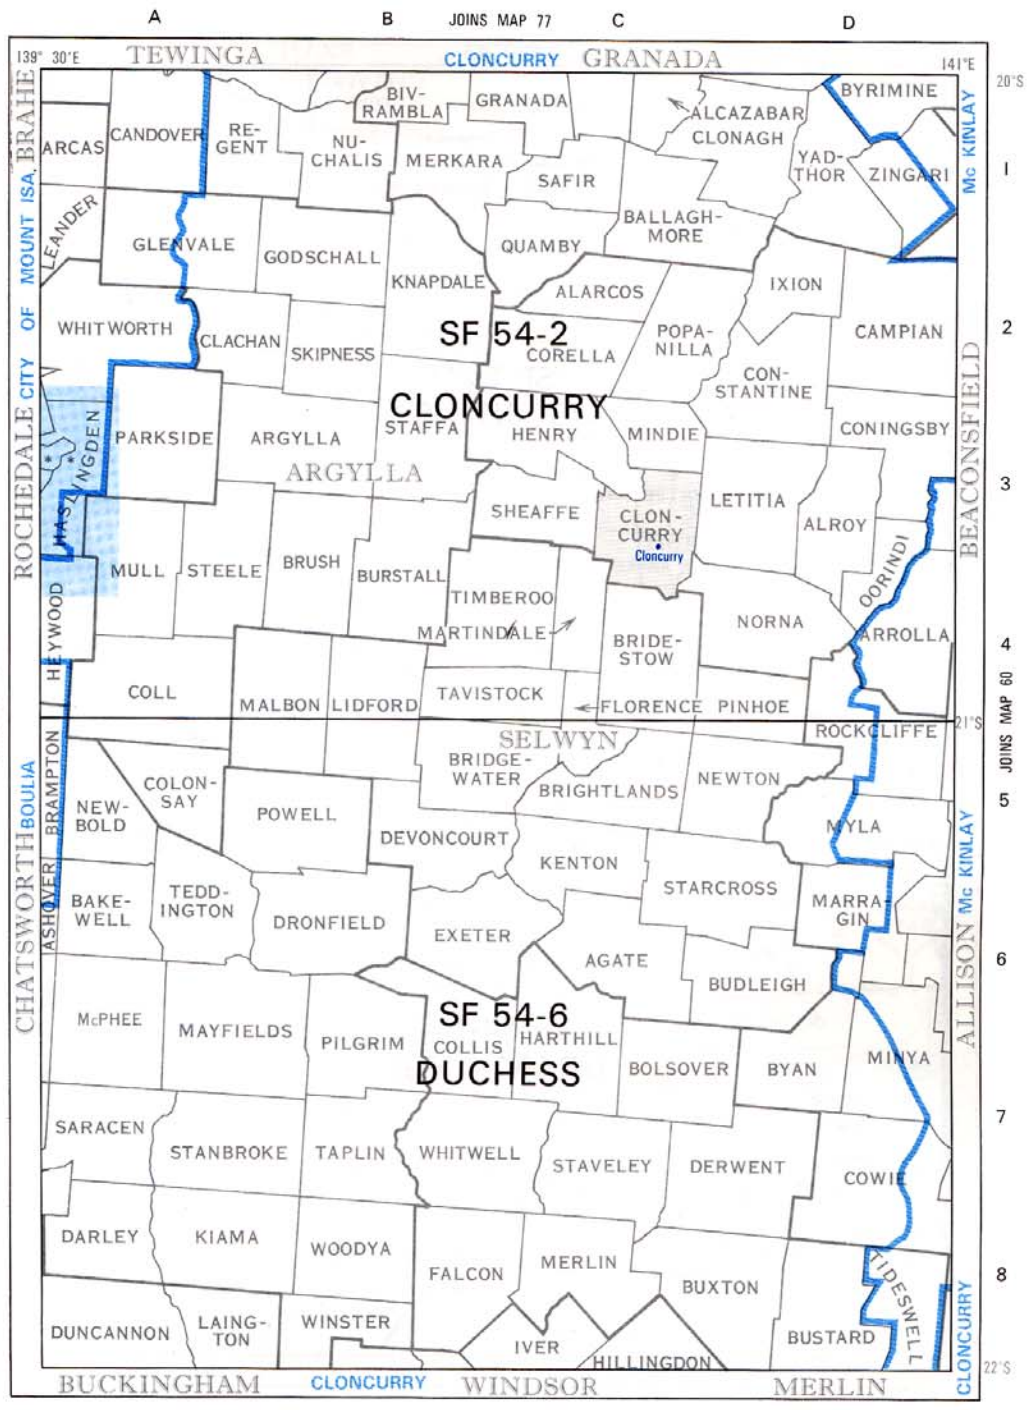 A B JOINS MAP 77 C D
139° 30'E TEWINGA CLONCURRY GRANADA 141°E
20°S
BRAHE
CITY OF MOUNT ISA,
ROCHEDALE
BOULIA
CHATSWORTH
Mc KINLAY
BEACONSFIELD
JOINS MAP 60
21°S
Mc KINLAY
ALLISON
CLONCURRY
22°S
1
2
3
4
5
6
7
8
ARCAS
CANDOVER
RE-
GENT
NU-
CHALIS
BIV-
RAMBLA
GRANADA
MERKARA
SAFIR
ALCAZABAR
CLONAGH
BYRIMINE
YAD-
THOR
ZINGARI
LEANDER
GLENVALE
GODSCHALL
KNAPDALE
QUAMBY
BALLAGH-
MORE
ALARCOS
IXION
WHITWORTH
CLACHAN
SKIPNESS
SF 54-2
CORELLA
POPA-
NILLA
CAMPIAN
CON-
STANTINE
CLONCURRY
HASLINGDEN
PARKSIDE
ARGYLLA
ARGYLLA
STAFFA
HENRY
MINDIE
CONINGSBY
SHEAFFE
CLON-
CURRY
Cloncurry
LETITIA
ALROY
OORINDI
MULL
STEELE
BRUSH
BURSTALL
TIMBEROO
MARTINDALE
BRIDE-
STOW
NORNA
ARROLLA
HEYWOOD
COLL
MALBON
LIDFORD
TAVISTOCK
FLORENCE
PINHOE
ROCKCLIFFE
SELWYN
BRAMPTON
NEW-
BOLD
COLON-
SAY
POWELL
BRIDGE-
WATER
BRIGHTLANDS
NEWTON
MYLA
DEVONCOURT
KENTON
STARCROSS
MARRA
GIN
ASHOVER
BAKE-
WELL
TEDD-
INGTON
DRONFIELD
EXETER
AGATE
BUDLEIGH
McPHEE
MAYFIELDS
PILGRIM
SF 54-6
COLLIS
HARTHILL
DUCHESS
BOLSOVER
BYAN
MINYA
SARACEN
STANBROKE
TAPLIN
WHITWELL
STAVELEY
DERWENT
COWIE
DARLEY
KIAMA
WOODYA
FALCON
MERLIN
BUXTON
TIDESWELL
DUNCANNON
LAING-
TON
WINSTER
IVER
HILLINGDON
BUSTARD
BUCKINGHAM CLONCURRY WINDSOR MERLIN